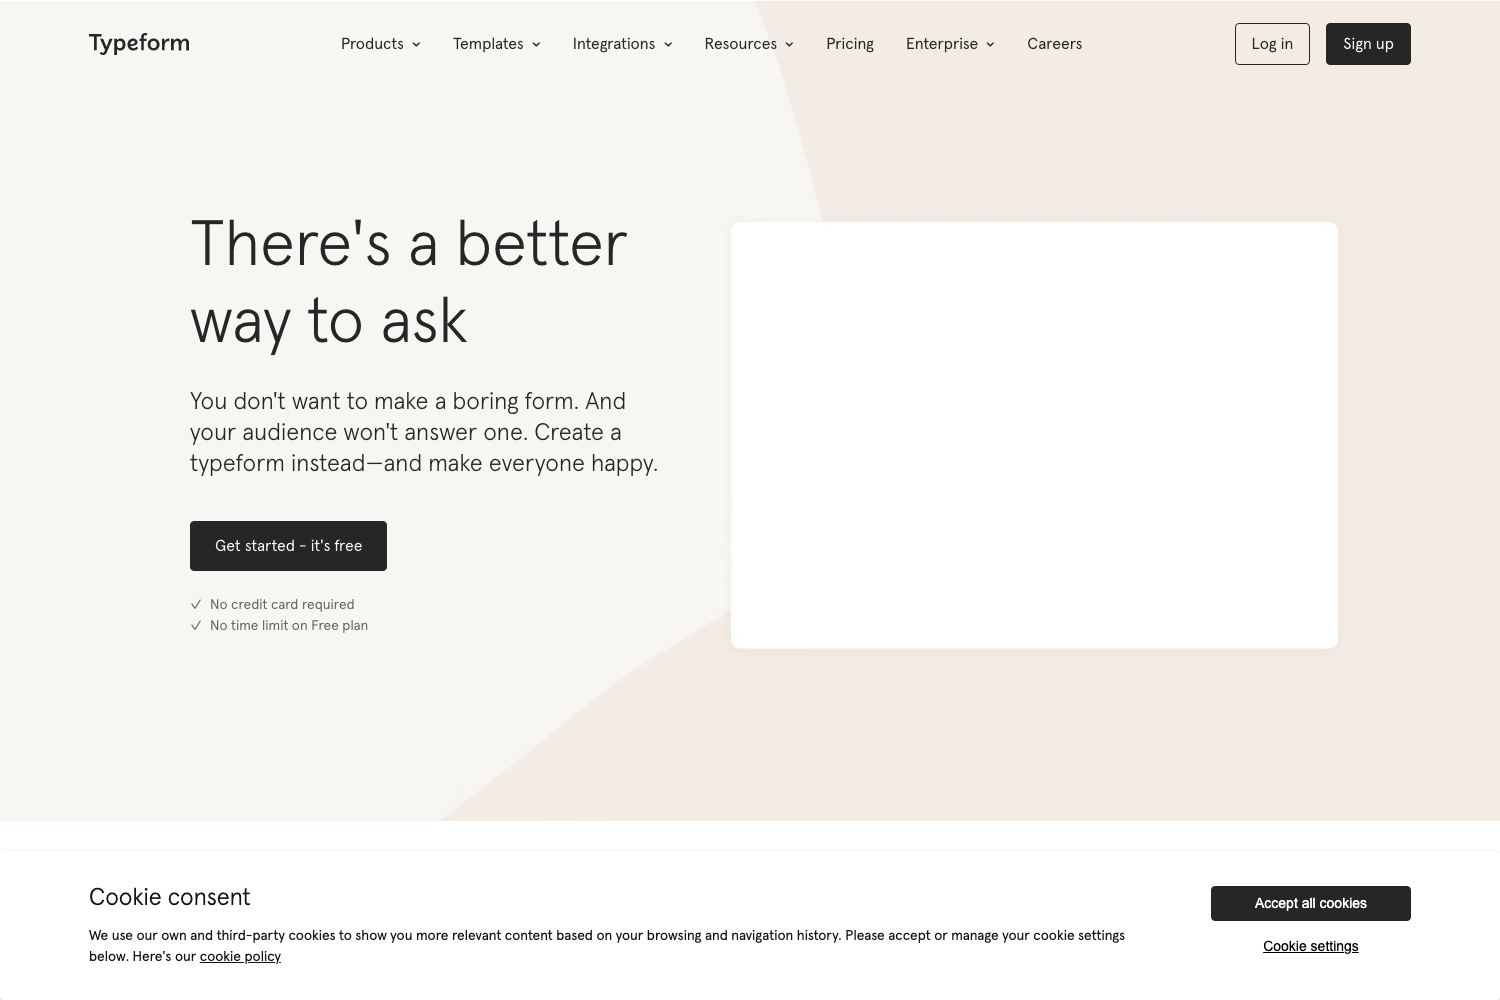 Typeform
Products
Templates
Integrations
Resources
Pricing
Enterprise
Careers
Log in
Sign up
There's a better
way to ask
You don't want to make a boring form. And
your audience won't answer one. Create a
typeform instead—and make everyone happy.
Get started - it's free
No credit card required
No time limit on Free plan
Cookie consent
We use our own and third-party cookies to show you more relevant content based on your browsing and navigation history. Please accept or manage your cookie settings
below. Here's our cookie policy
Accept all cookies
Cookie settings